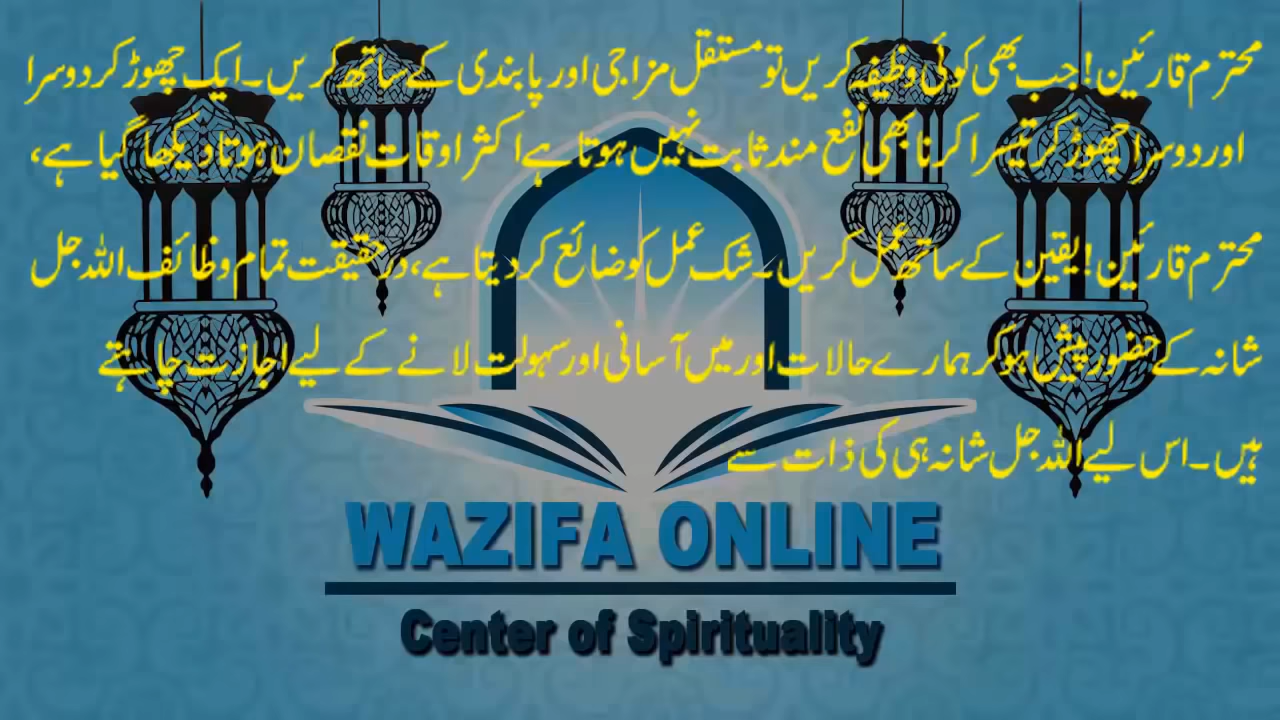 محترم قارئین! جب بھی کوئی وظیفہ کریں تو مستقل مزاجی اور پابندی کے ساتھ کریں۔ ایک چھوڑ کر دوسرا
اور دوسرا چھوڑ کر تیسرا کرنا بھی نفع مند ثابت نہیں ہوتا ہے اکثر اوقات نقصان ہوتا دیکھا گیا ہے،
محترم قارئین! یقین کے ساتھ عمل کریں۔ شک عمل کو ضائع کر دیتا ہے، درحقیقت تمام وظائف اللہ جل
شانہ کے حضور پیش ہو کر ہمارے حالات اور میں آسانی اور سہولت لانے کے لیے اجازت چاہتے
ہیں۔ اس لیے اللہ جل شانہ ہی کی ذات سے
WAZIFA ONLINE
Center of Spirituality